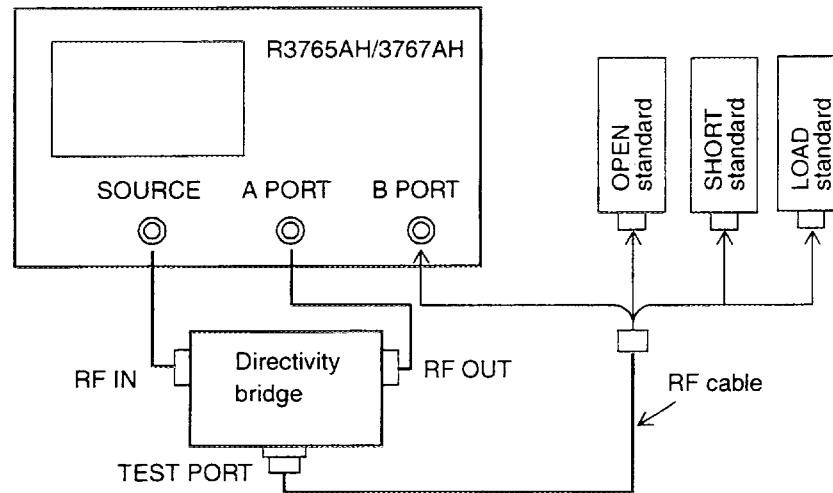 R3765AH/3767AH
SOURCE
A PORT
B PORT
OPEN
standard
SHORT
standard
LOAD
standard
RF IN
Directivity
bridge
RF OUT
RF cable
TEST PORT